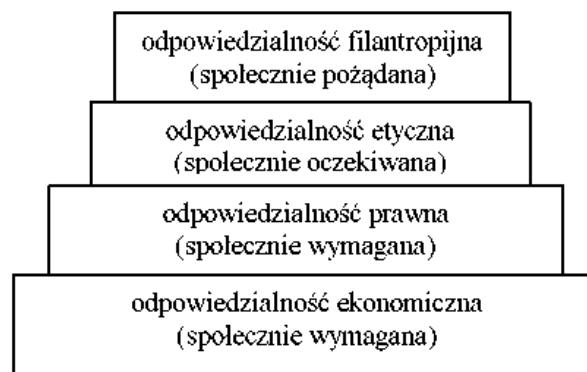 odpowiedzialność filantropijna
(społecznie pożądana)
odpowiedzialność etyczna
(społecznie oczekiwana)
odpowiedzialność prawna
(społecznie wymagana)
odpowiedzialność ekonomiczna
(społecznie wymagana)